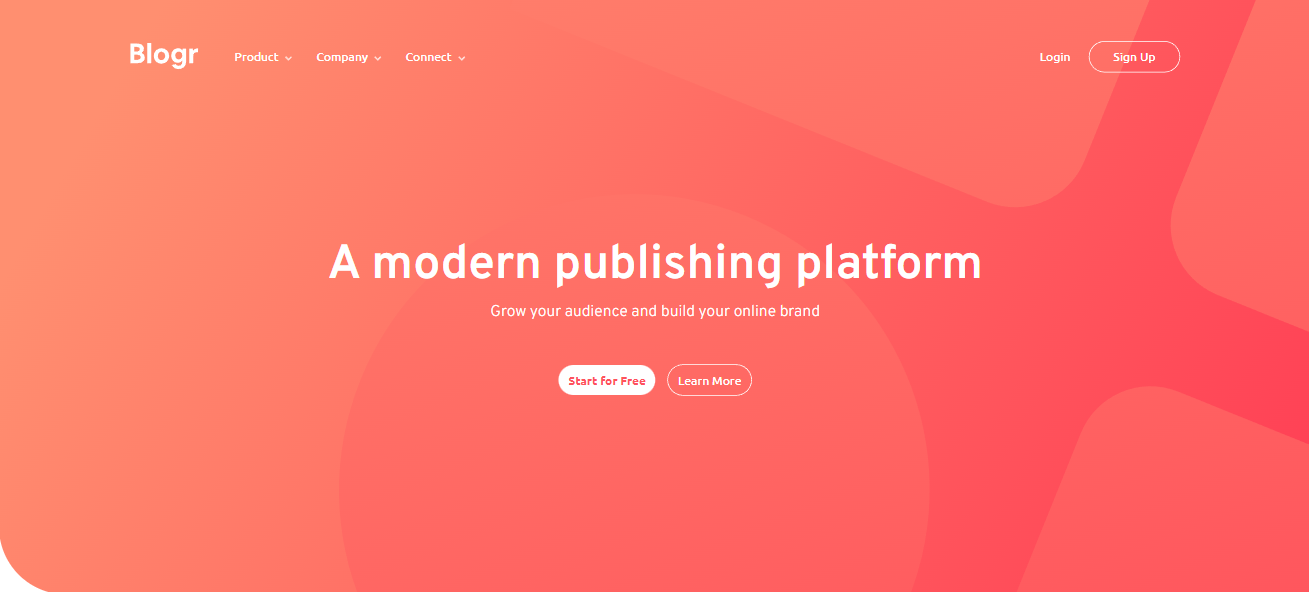 Blogr Product Company Connect Login Sign Up
A modern publishing platform
Grow your audience and build your online brand
Start for Free Learn More